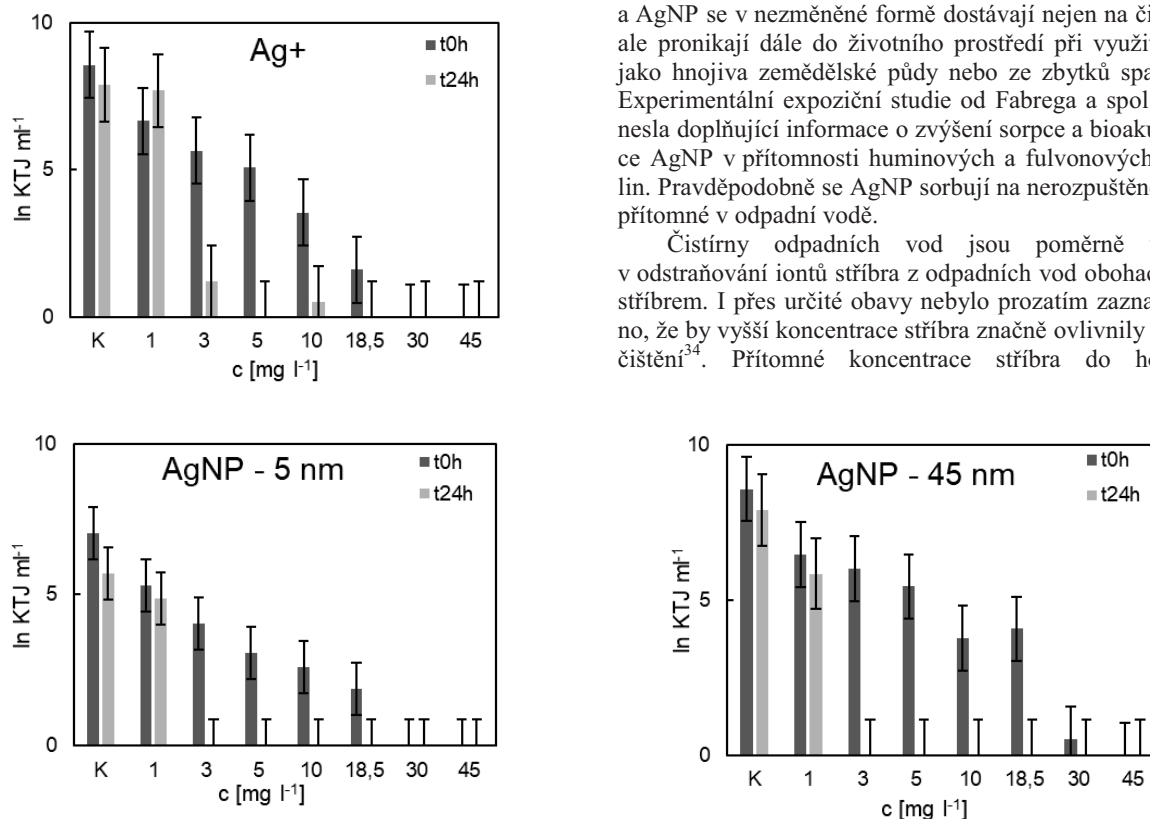 Ag+
t0h
t24h
10
5
0
ln KTJ ml-1
K 1 3 5 10 18,5 30 45
c [mg l-1]
a AgNP se v nezměněné formě dostávají nejen na
ale pronikají dále do životního prostředí při
jako hnojiva zemědělské půdy nebo ze zbytků
Experimentální expoziční studie od Fabrega a spol
nesla doplňující informace o zvýšení sorpce a
ce AgNP v přítomnosti huminových a fulvonových
lin. Pravděpodobně se AgNP sorbují na
přítomné v odpadní vodě.
Čistírny odpadních vod jsou poměrně
v odstraňování iontů stříbra z odpadních vod
stříbrem. I přes určité obavy nebylo prozatím
no, že by vyšší koncentrace stříbra značně ovlivnily
čištění34. Přítomné koncentrace stříbra do
AgNP - 5 nm
t0h
t24h
10
5
0
ln KTJ ml-1
K 1 3 5 10 18,5 30 45
c [mg l-1]
AgNP - 45 nm
t0h
t24h
10
5
0
ln KTJ ml-1
K 1 3 5 10 18,5 30 45
c [mg l-1]